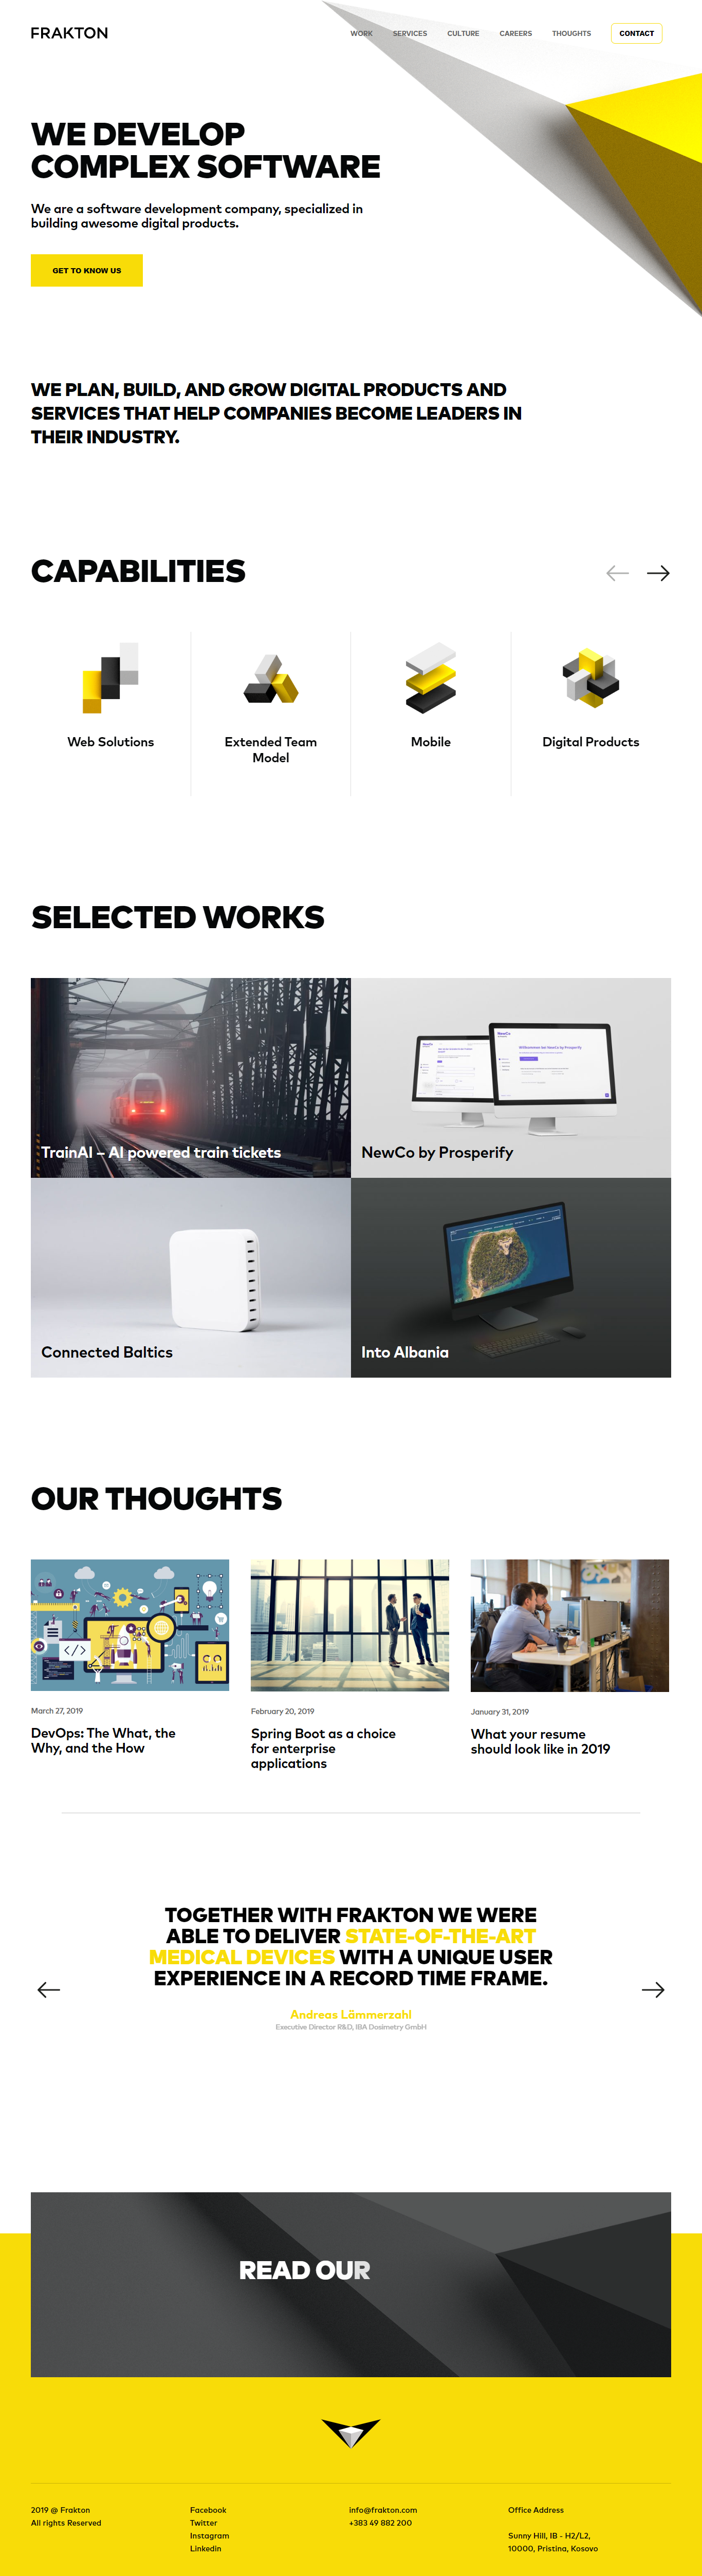 FRAKTON
WORK SERVICES CULTURE CAREERS THOUGHTS CONTACT
WE DEVELOP
COMPLEX SOFTWARE
We are a software development company, specialized in
building awesome digital products.
GET TO KNOW US
WE PLAN, BUILD, AND GROW DIGITAL PRODUCTS AND
SERVICES THAT HELP COMPANIES BECOME LEADERS IN
THEIR INDUSTRY.
CAPABILITIES
Web Solutions
Extended Team
Model
Mobile
Digital Products
SELECTED WORKS
TrainAI – AI powered train tickets
NewCo by Prosperify
Connected Baltics
Into Albania
OUR THOUGHTS
March 27, 2019
DevOps: The What, the
Why, and the How
February 20, 2019
Spring Boot as a choice
for enterprise
applications
January 31, 2019
What your resume
should look like in 2019
TOGETHER WITH FRAKTON WE WERE
ABLE TO DELIVER STATE-OF-THE-ART
MEDICAL DEVICES WITH A UNIQUE USER
EXPERIENCE IN A RECORD TIME FRAME.
Andreas Lämmerzahl
Executive Director R&D, IBA Dosimetry GmbH
READ OUR
2019 @ Frakton
All rights Reserved
Facebook
Twitter
Instagram
Linkedin
info@frakton.com
+383 49 882 200
Office Address
Sunny Hill, IB - H2/L2,
10000, Pristina, Kosovo